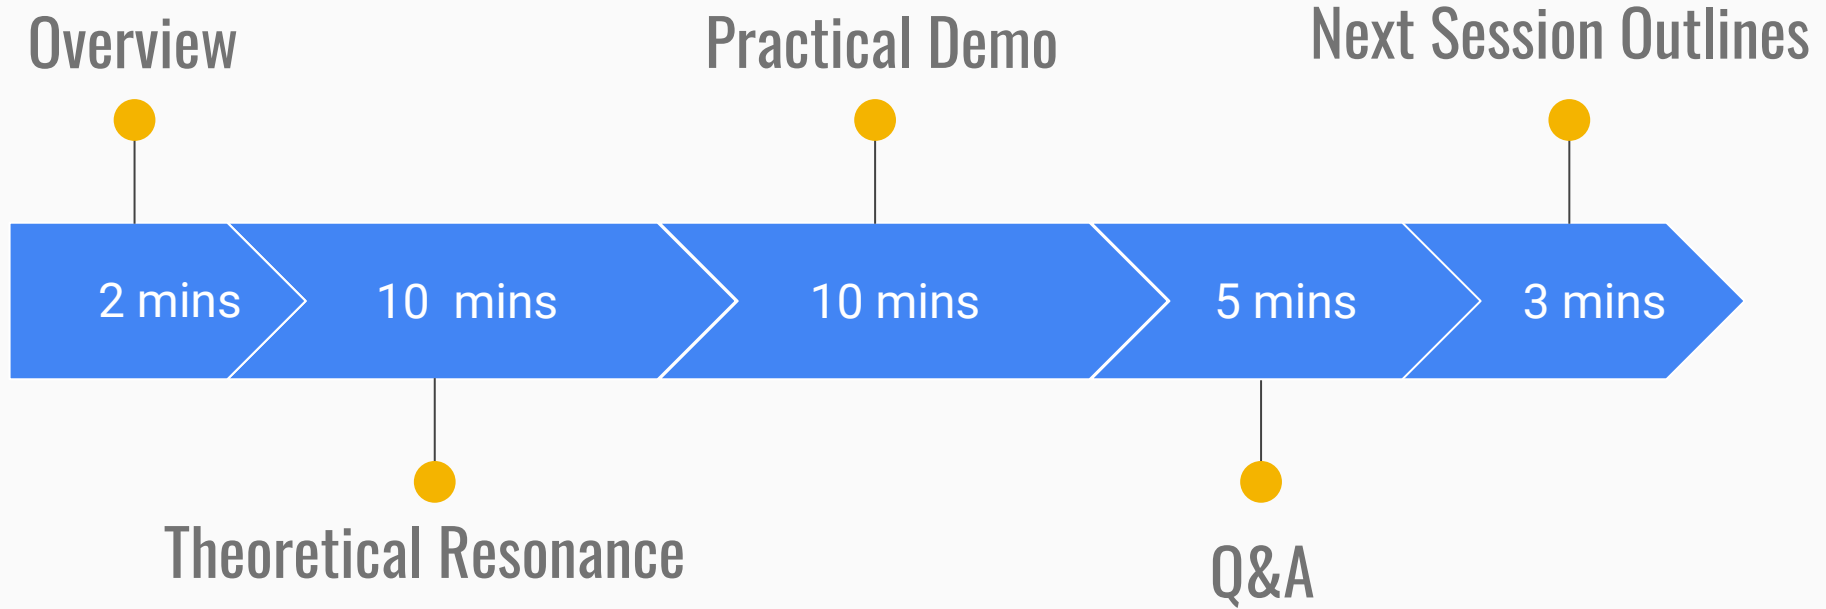 Overview
Practical Demo
Next Session Outlines
2 mins
10 mins
10 mins
5 mins
3 mins
Theoretical Resonance
Q&A